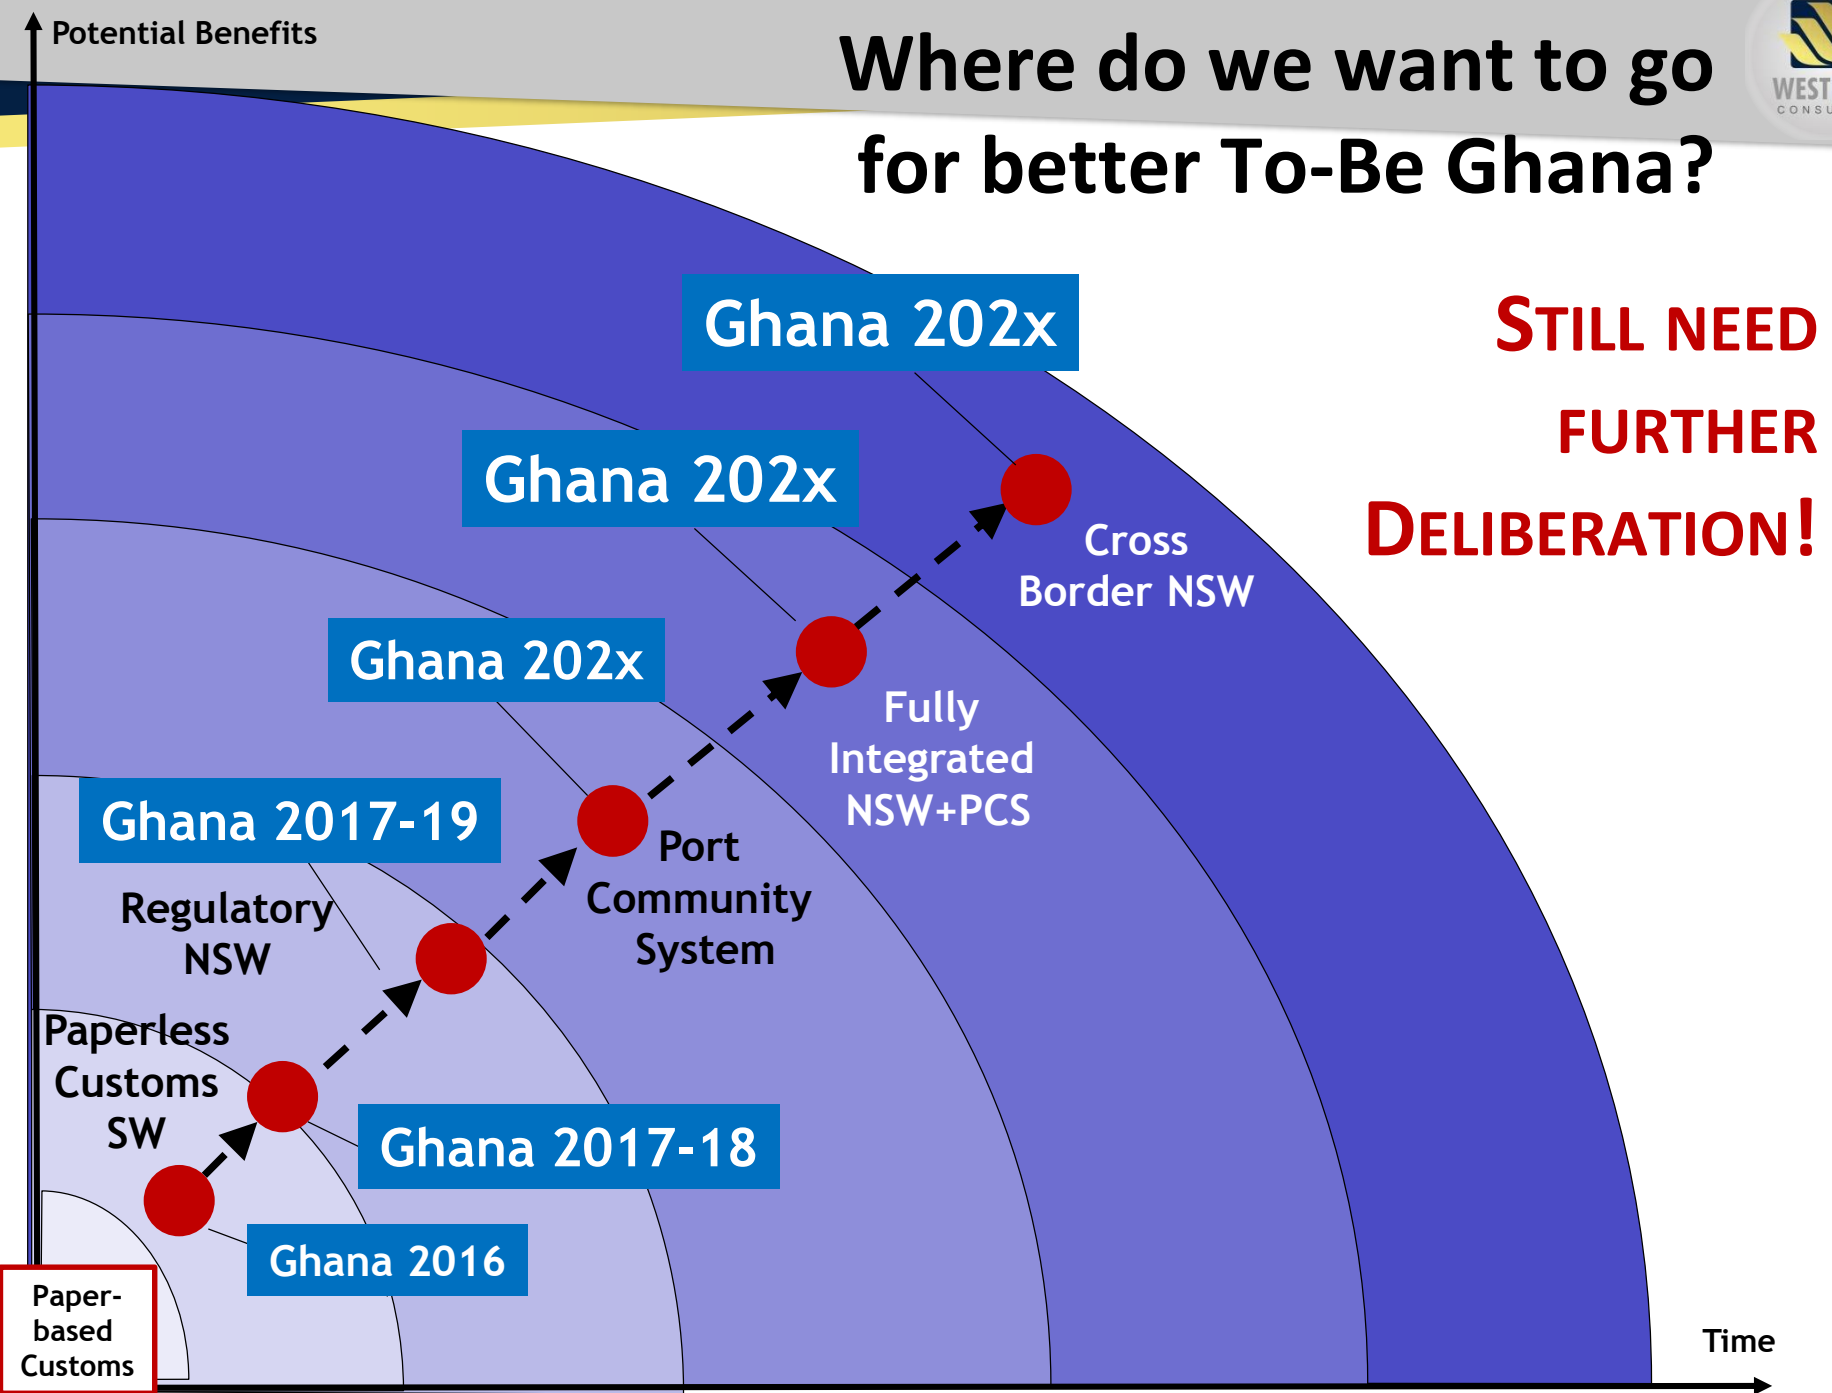 Potential Benefits
Where do we want to go
for better To-Be Ghana?
WEST
CONSU
STILL NEED
FURTHER
DELIBERATION!
Ghana 202x
Cross
Border NSW
Ghana 202x
Fully
Integrated
NSW+PCS
Ghana 202x
Port
Community
System
Ghana 2017-19
Regulatory
NSW
Paperless
Customs
SW
Ghana 2017-18
Ghana 2016
Paper-
based
Customs
Time